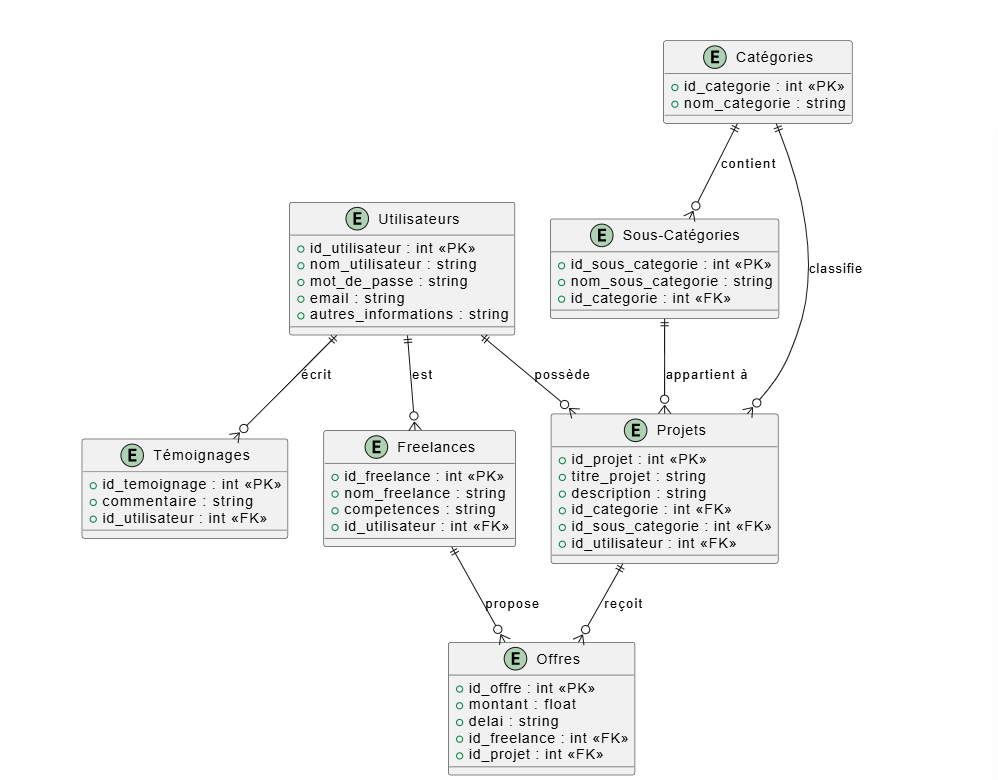 E Catégories
id_categorie : int «PK»
nom_categorie : string
contient
classifie
E Utilisateurs
id_utilisateur : int «PK»
nom_utilisateur : string
mot_de_passe : string
email : string
autres_informations : string
E Sous-Catégories
id_sous_categorie : int «PK»
nom_sous_categorie : string
id_categorie : int «FK»
écrit
est
possède
appartient à
E Témoignages
id_temoignage : int «PK»
commentaire : string
id_utilisateur : int «FK»
E Freelances
id_freelance : int «PK»
nom_freelance : string
competences : string
id_utilisateur : int «FK»
E Projets
id_projet : int «PK»
titre_projet : string
description : string
id_categorie : int «FK»
id_sous_categorie : int «FK»
id_utilisateur : int «FK»
propose
reçoit
E Offres
id_offre : int «PK»
montant : float
delai : string
id_freelance : int «FK»
id_projet : int «FK»